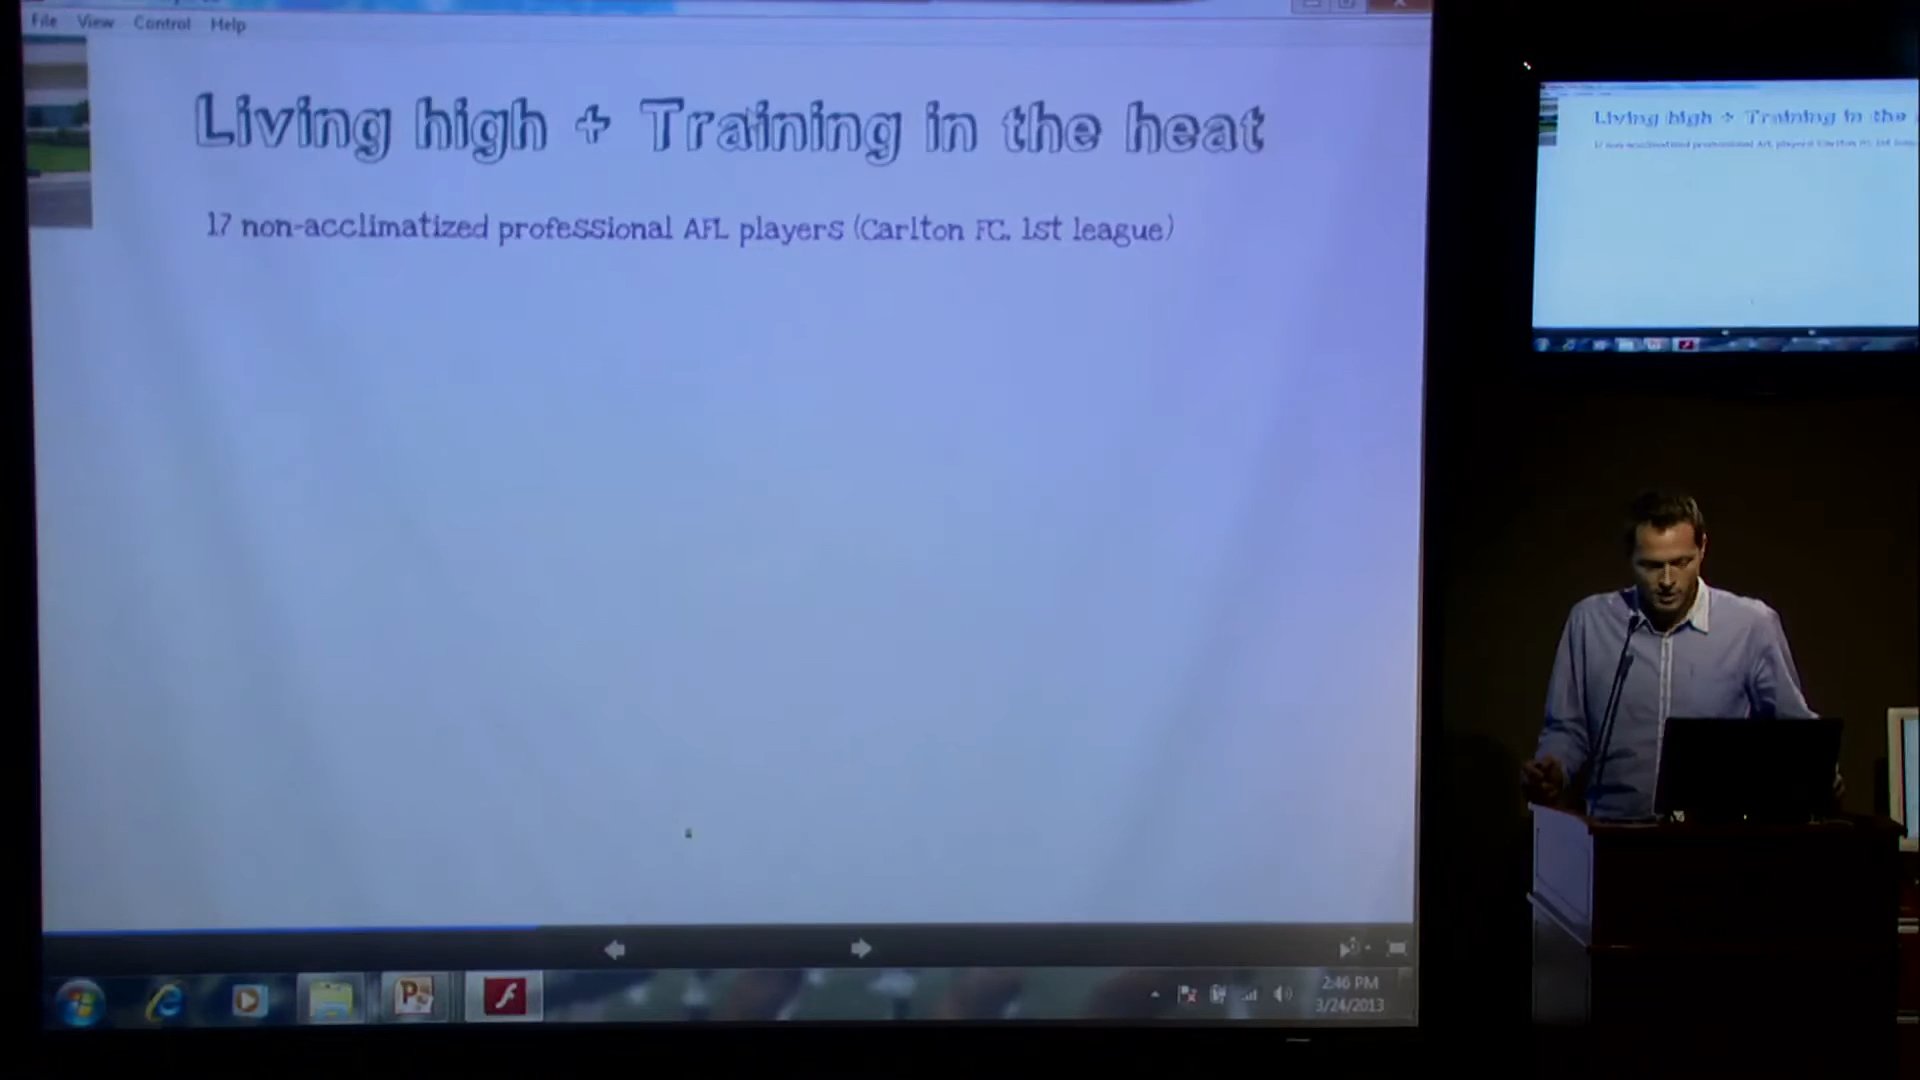 File View Control Help
Living high + Training in the heat
17 non-acclimatized professional AFL players (Carlton FC. 1st league)
2:46 PM
3/24/2013
Living high + Training in the